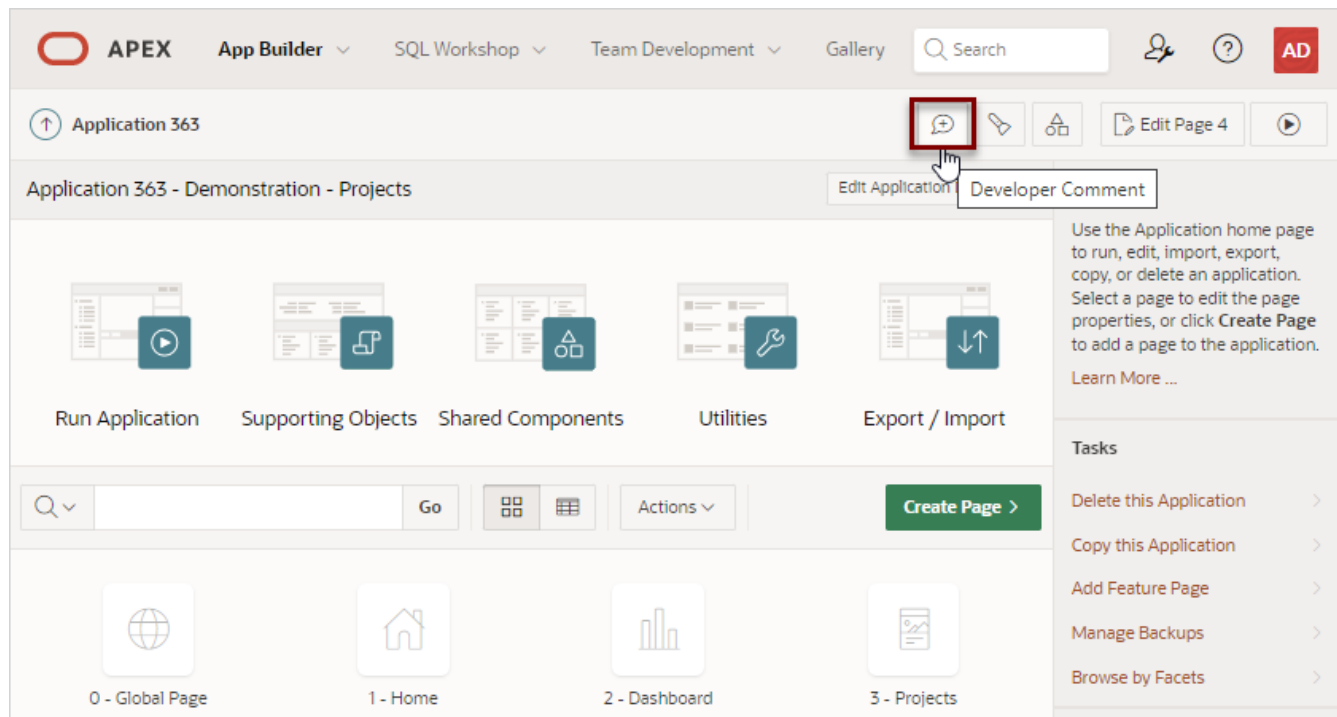 APEX App Builder SQL Workshop Team Development Gallery Search AD
Application 363 Edit Page 4
Application 363 - Demonstration - Projects Edit Application
Developer Comment
Use the Application home page
to run, edit, import, export,
copy, or delete an application.
Select a page to edit the page
properties, or click Create Page
to add a page to the application.
Learn More ...
Run Application Supporting Objects Shared Components Utilities Export / Import
Tasks
Go Actions Create Page >
Delete this Application
Copy this Application
Add Feature Page
Manage Backups
Browse by Facets
0 - Global Page 1 - Home 2 - Dashboard 3 - Projects